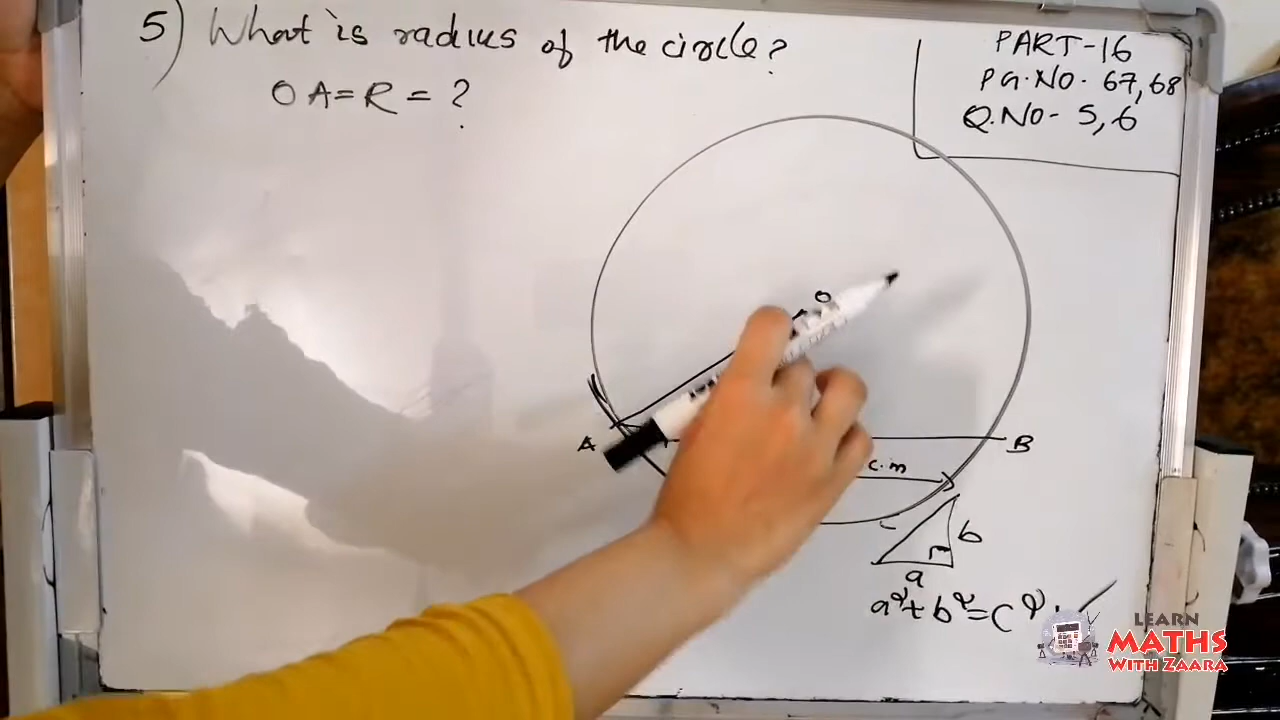 5) What is radius of the circle?
OA = R = ?
PART-16
PG.NO. 67,68
Q.NO- 5,6
O
A
B
c.m
b
a
a²+b²=c²
LEARN
MATHS
WITH ZAARA